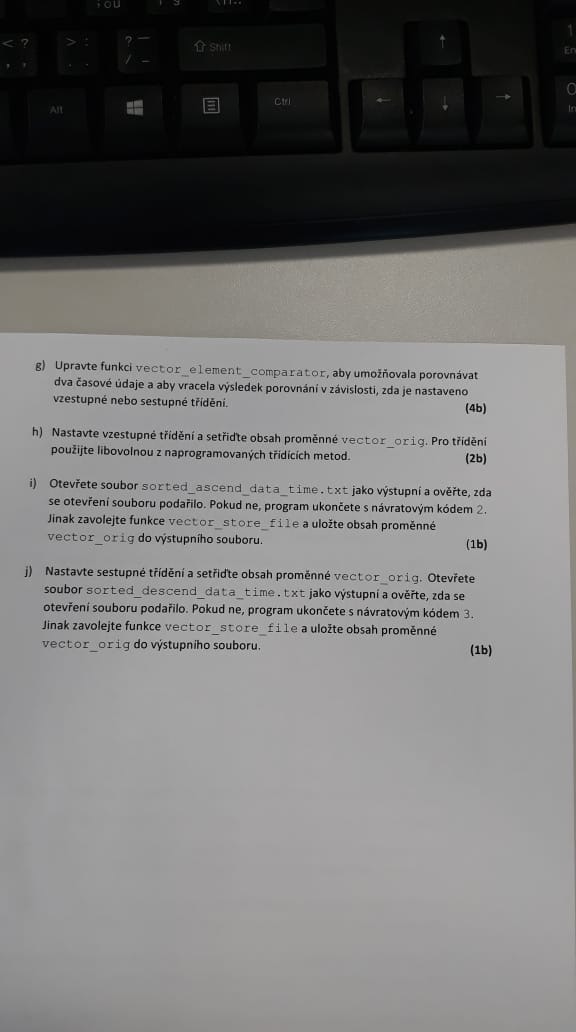 < ?
> :
? —
/ –
Shift
Alt
Ctrl
1
En
0
In
g) Upravte funkci vector_element_comparator, aby umožňovala porovnávat
dva časové údaje a aby vracela výsledek porovnání v závislosti, zda je nastaveno
vzestupné nebo sestupné třídění.
(4b)
h) Nastavte vzestupné třídění a setřiďte obsah proměnné vector_orig. Pro třídění
použijte libovolnou z naprogramovaných třídících metod.
(2b)
i) Otevřete soubor sorted_ascend_data_time.txt jako výstupní a ověřte, zda
se otevření souboru podařilo. Pokud ne, program ukončete s návratovým kódem 2.
Jinak zavolejte funkce vector_store_file a uložte obsah proměnné
vector_orig do výstupního souboru.
(1b)
j) Nastavte sestupné třídění a setřiďte obsah proměnné vector_orig. Otevřete
soubor sorted_descend_data_time.txt jako výstupní a ověřte, zda se
otevření souboru podařilo. Pokud ne, program ukončete s návratovým kódem 3.
Jinak zavolejte funkce vector_store_file a uložte obsah proměnné
vector_orig do výstupního souboru.
(1b)